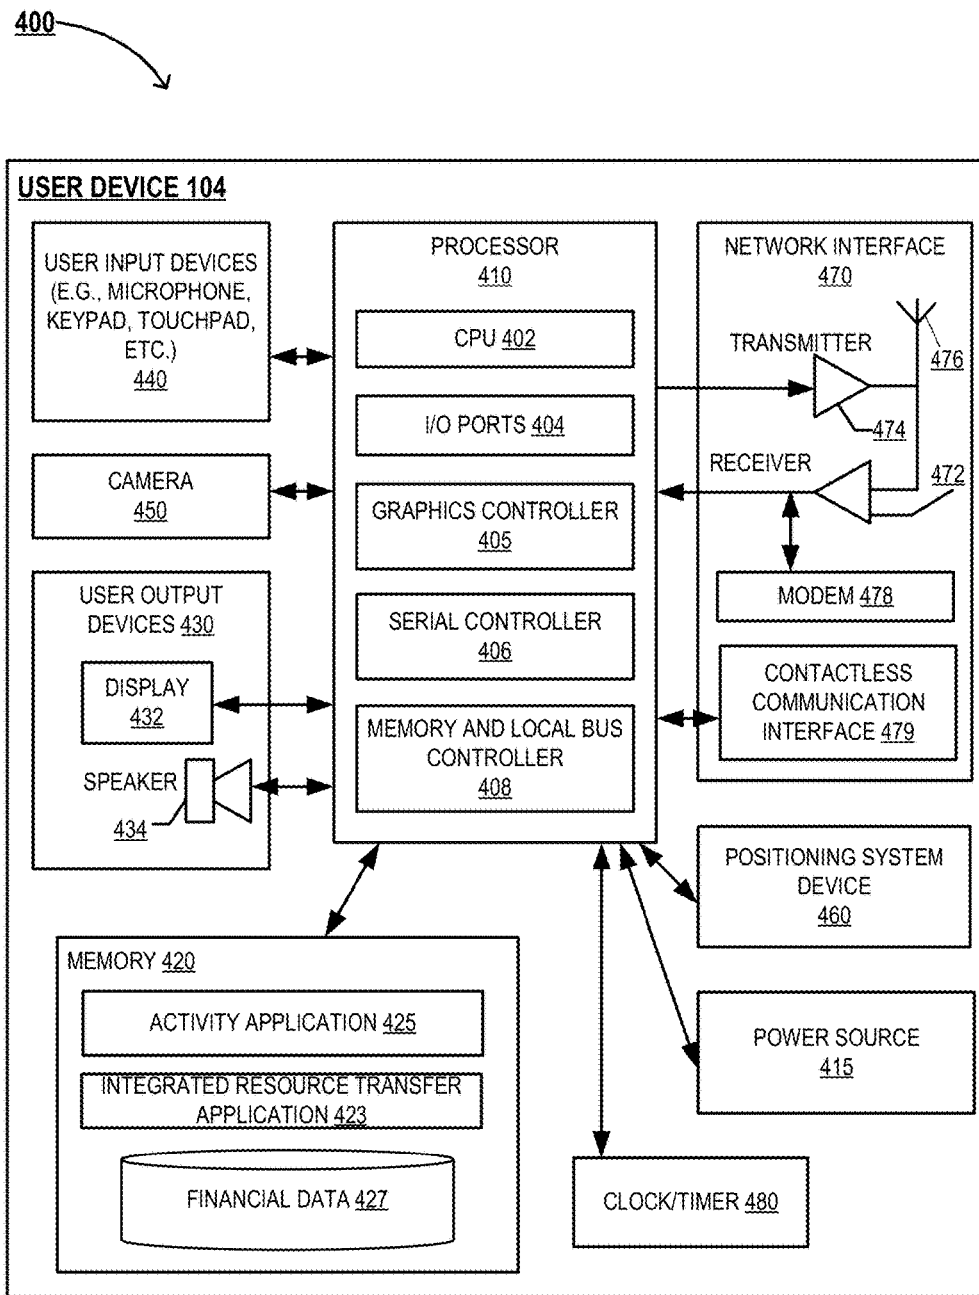 400
USER DEVICE 104
USER INPUT DEVICES
(E.G., MICROPHONE,
KEYPAD, TOUCHPAD,
ETC.)
440
CAMERA
450
USER OUTPUT
DEVICES 430
DISPLAY
432
SPEAKER
434
PROCESSOR
410
CPU 402
I/O PORTS 404
GRAPHICS CONTROLLER
405
SERIAL CONTROLLER
406
MEMORY AND LOCAL BUS
CONTROLLER
408
NETWORK INTERFACE
470
TRANSMITTER
476
474
RECEIVER
472
MODEM 478
CONTACTLESS
COMMUNICATION
INTERFACE 479
POSITIONING SYSTEM
DEVICE
460
POWER SOURCE
415
CLOCK/TIMER 480
MEMORY 420
ACTIVITY APPLICATION 425
INTEGRATED RESOURCE TRANSFER
APPLICATION 423
FINANCIAL DATA 427